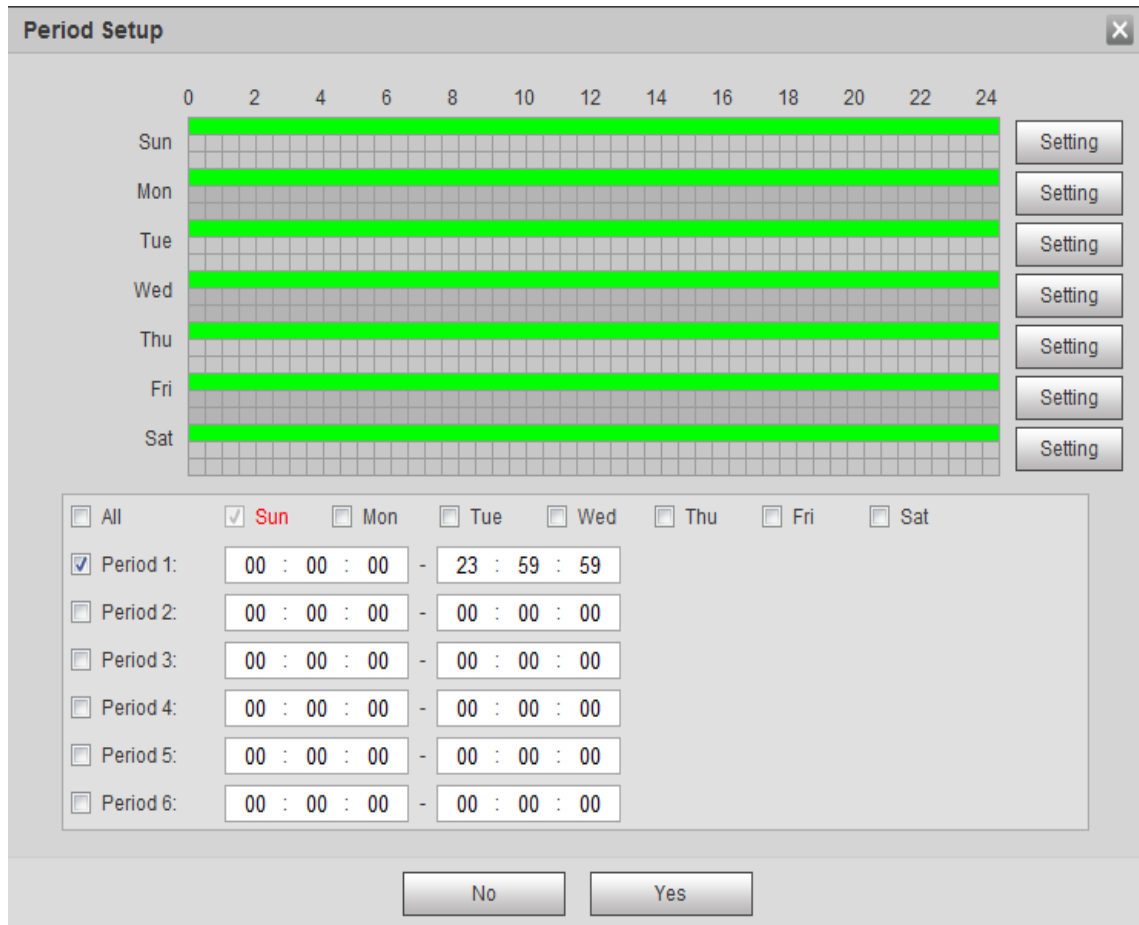 Period Setup
0 2 4 6 8 10 12 14 16 18 20 22 24
Sun Setting
Mon Setting
Tue Setting
Wed Setting
Thu Setting
Fri Setting
Sat Setting
All Sun Mon Tue Wed Thu Fri Sat
Period 1: 00 : 00 : 00 - 23 : 59 : 59
Period 2: 00 : 00 : 00 - 00 : 00 : 00
Period 3: 00 : 00 : 00 - 00 : 00 : 00
Period 4: 00 : 00 : 00 - 00 : 00 : 00
Period 5: 00 : 00 : 00 - 00 : 00 : 00
Period 6: 00 : 00 : 00 - 00 : 00 : 00
No Yes